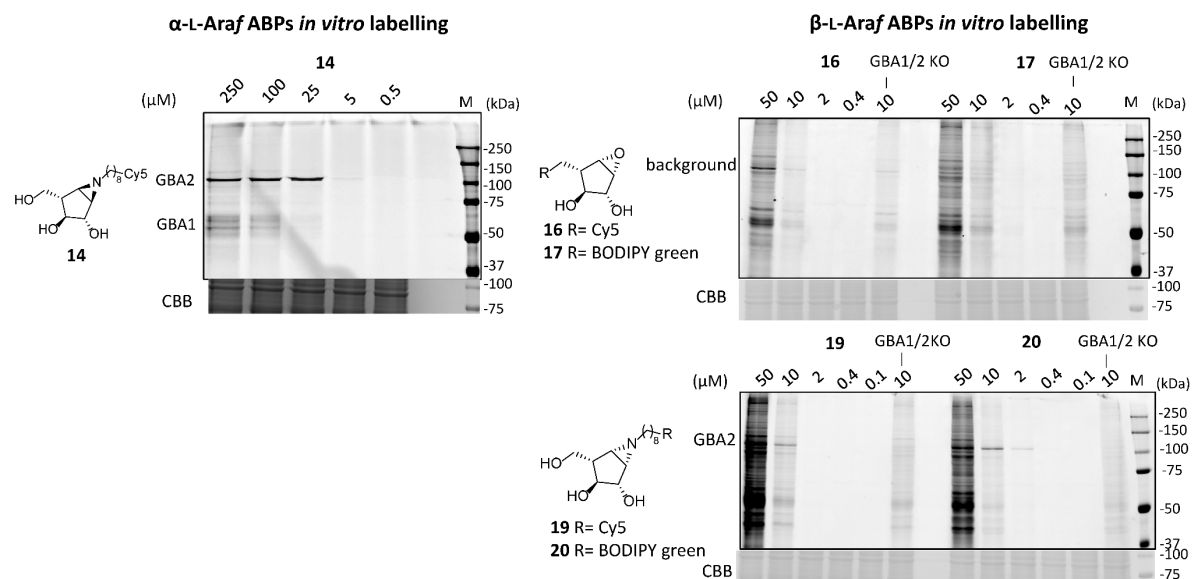 α-L-Araf ABPs in vitro labelling
14
(μM) 250 100 25 5 0.5 M (kDa)
GBA2
GBA1
-250
-150
-100
-75
-50
-37
CBB
-100
-75
N ( )8 Cy5
HO
HO OH
14
β-L-Araf ABPs in vitro labelling
16 GBA1/2 KO 17 GBA1/2 KO
(μM) 50 10 2 0.4 10 50 10 2 0.4 10 M (kDa)
background
-250
-150
-100
-75
-50
-37
CBB
-100
-75
O
R
HO OH
16 R= Cy5
17 R= BODIPY green
19 GBA1/2KO 20 GBA1/2 KO
(μM) 50 10 2 0.4 0.1 10 50 10 2 0.4 0.1 10 M (kDa)
GBA2
-250
-150
-100
-75
-50
-37
CBB
-100
-75
N ( )8 R
HO
HO OH
19 R= Cy5
20 R= BODIPY green